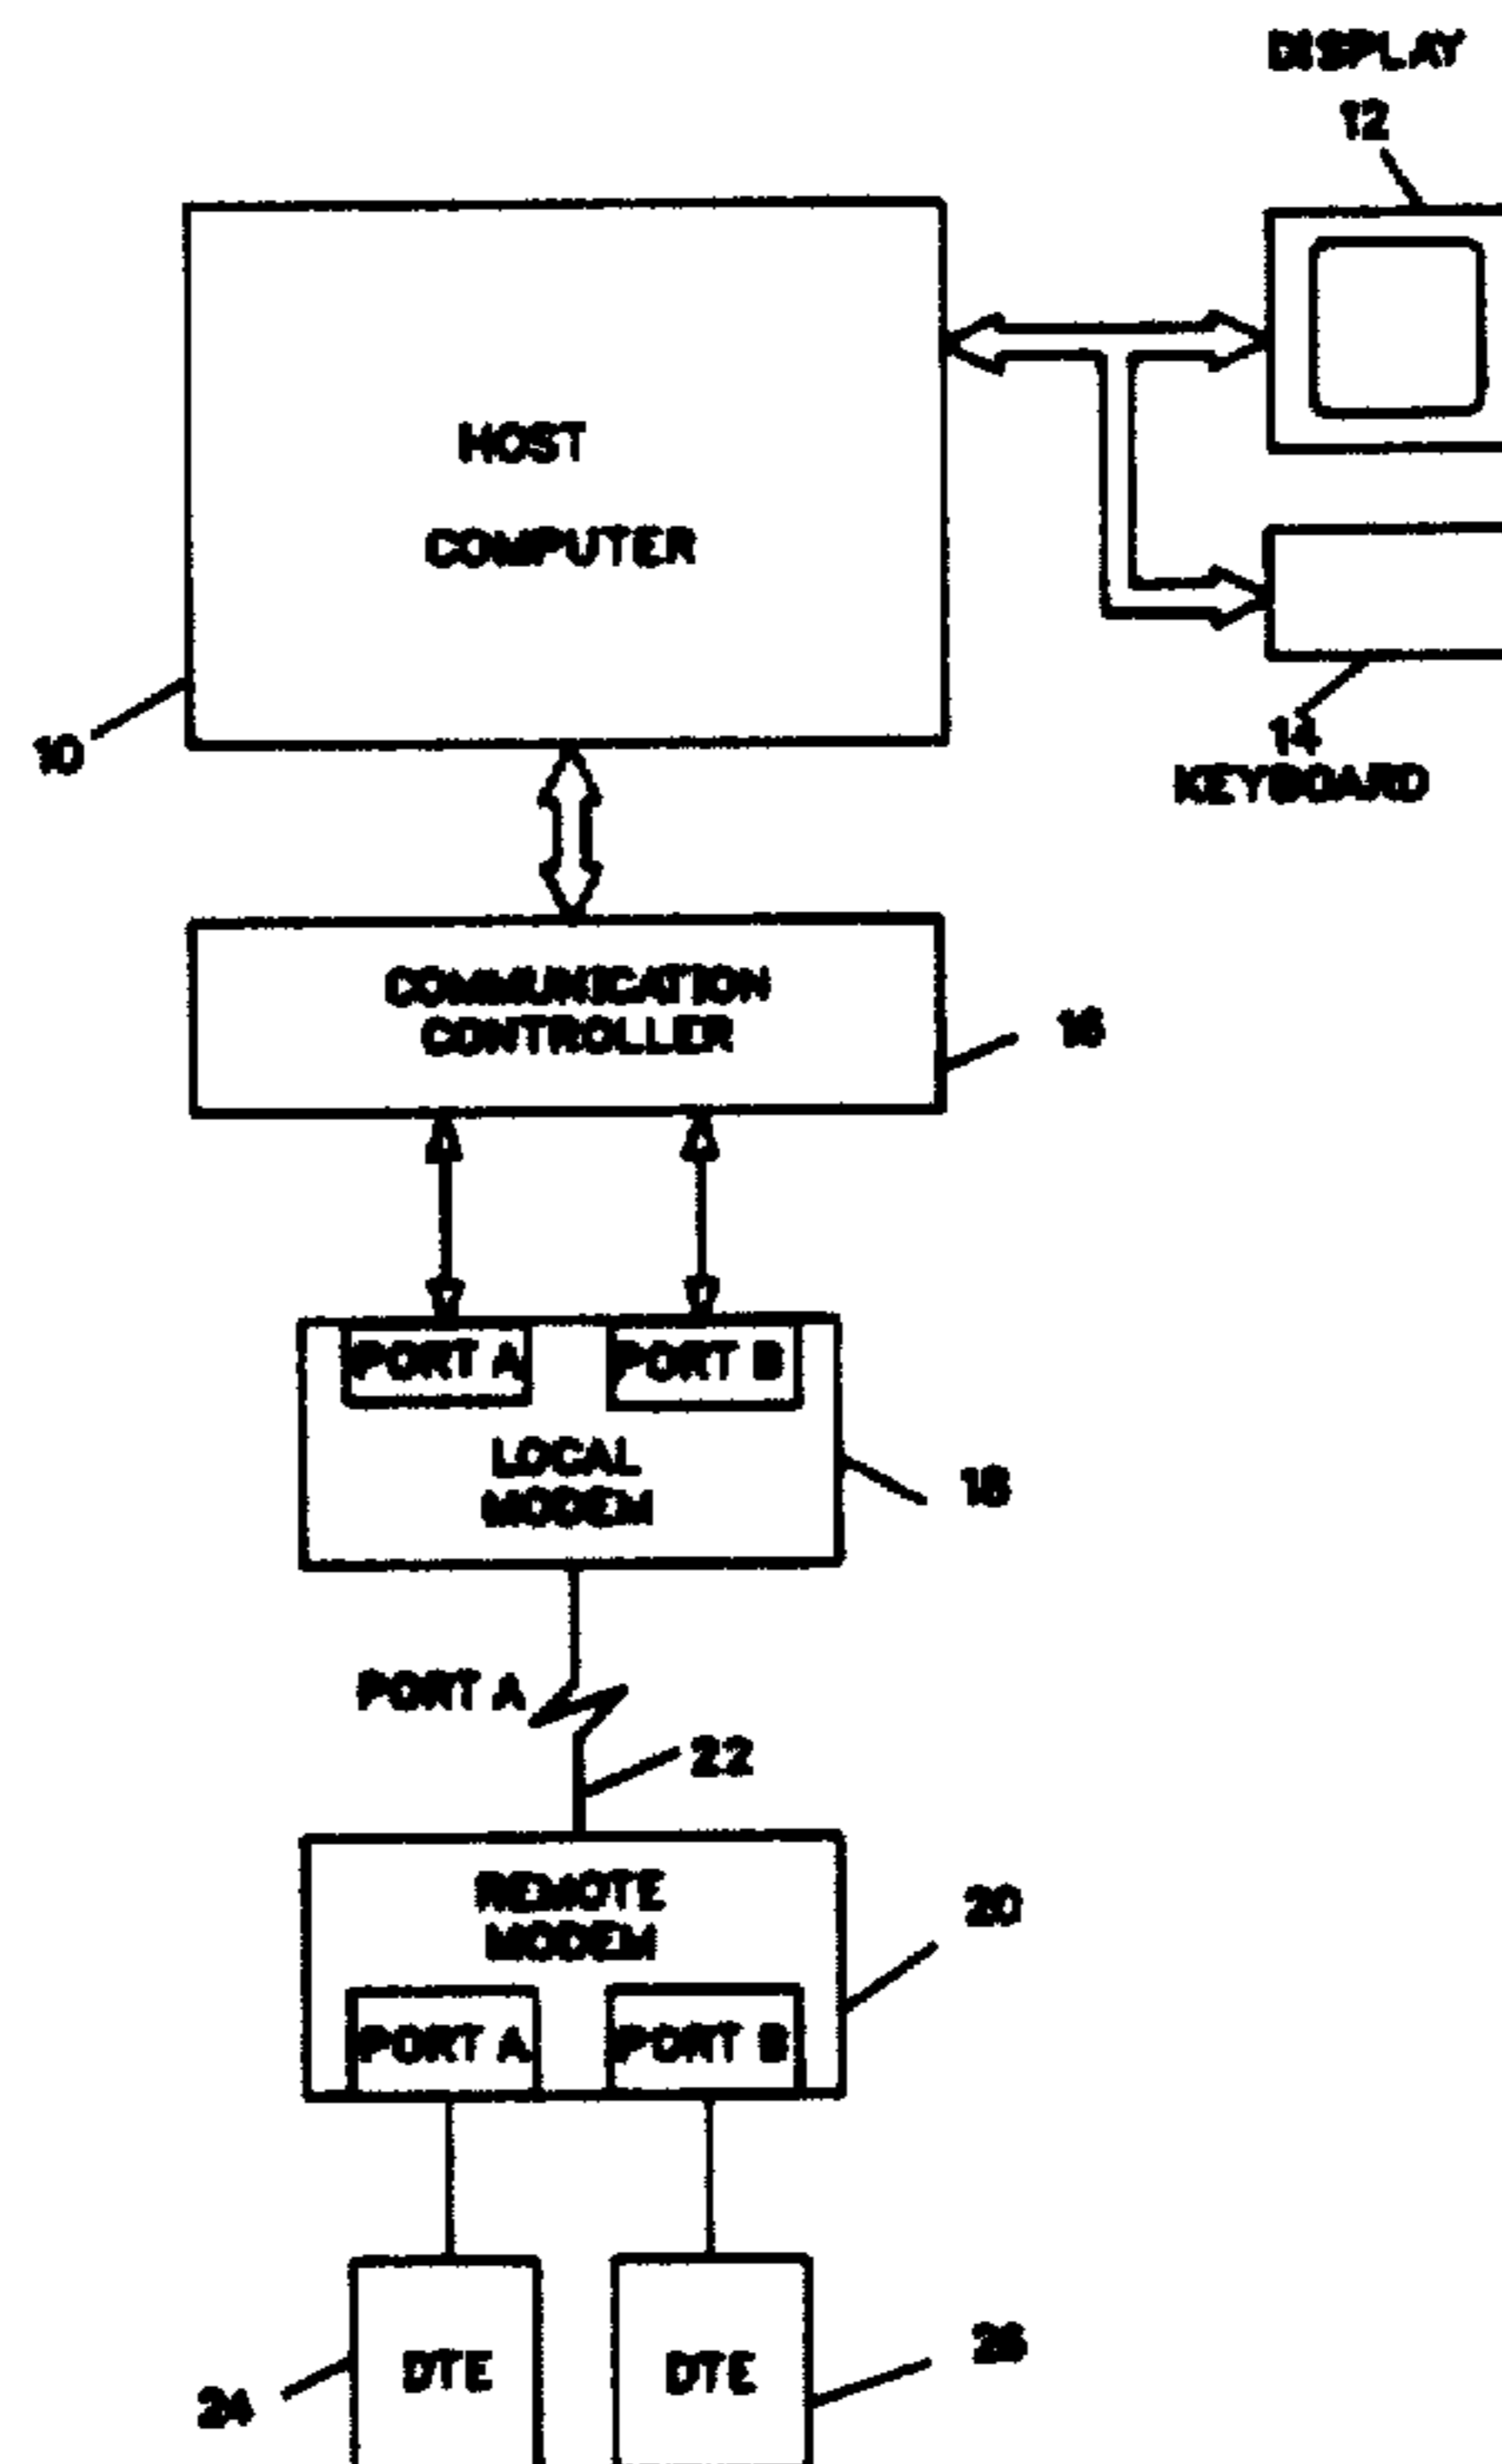 DISPLAY
12
HOST
COMPUTER
10
14
KEYBOARD
COMMUNICATION
CONTROLLER
16
PORT A
PORT B
LOCAL
MODEM
18
PORT A
22
REMOTE
MODEM
20
PORT A
PORT B
DTE
DTE
24
26